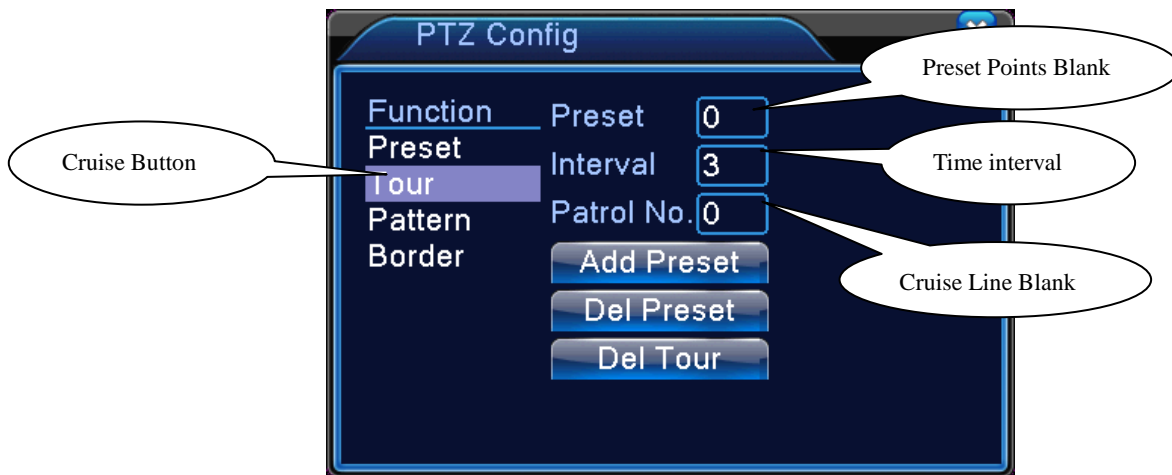 PTZ Config
Preset Points Blank
Function
Preset 0
Preset
Cruise Button
Interval 3
Time interval
Tour
Pattern
Patrol No. 0
Border
Add Preset
Cruise Line Blank
Del Preset
Del Tour